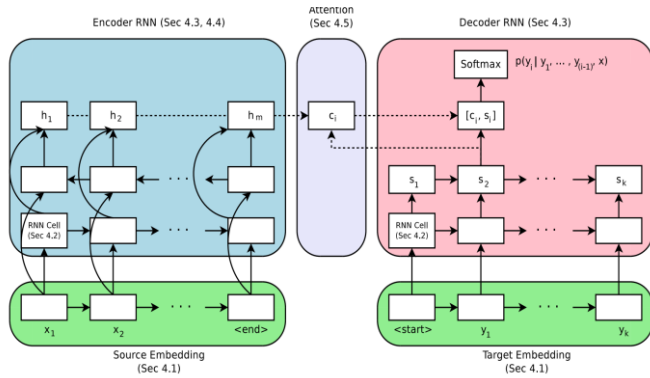 Encoder RNN (Sec 4.3, 4.4)
Attention
(Sec 4.5)
Decoder RNN (Sec 4.3)
Softmax
p(y_i | y_1, ... , y_(i-1), x)
h_1
h_2
h_m
c_i
[c_i, s_i]
s_1
s_2
. . .
s_k
. . .
RNN Cell
(Sec 4.2)
. . .
RNN Cell
(Sec 4.2)
. . .
. . .
. . .
x_1
x_2
<end>
<start>
y_1
y_k
Source Embedding
(Sec 4.1)
Target Embedding
(Sec 4.1)